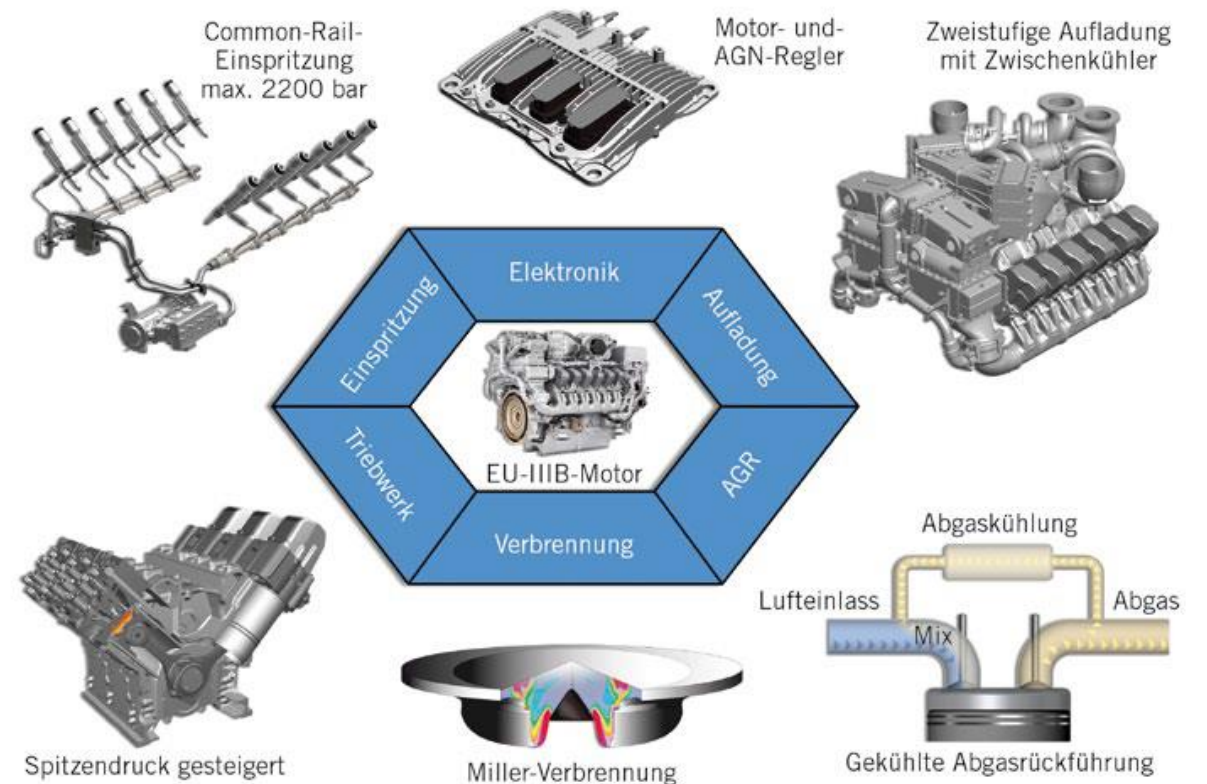 Common-Rail-
Einspritzung
max. 2200 bar
Motor- und-
AGN-Regler
Zweistufige Aufladung
mit Zwischenkühler
Elektronik
Einspritzung
Aufladung
EU-IIIB-Motor
Triebwerk
AGR
Verbrennung
Abgaskühlung
Lufteinlass
Abgas
Mix
Spitzendruck gesteigert
Miller-Verbrennung
Gekühlte Abgasrückführung